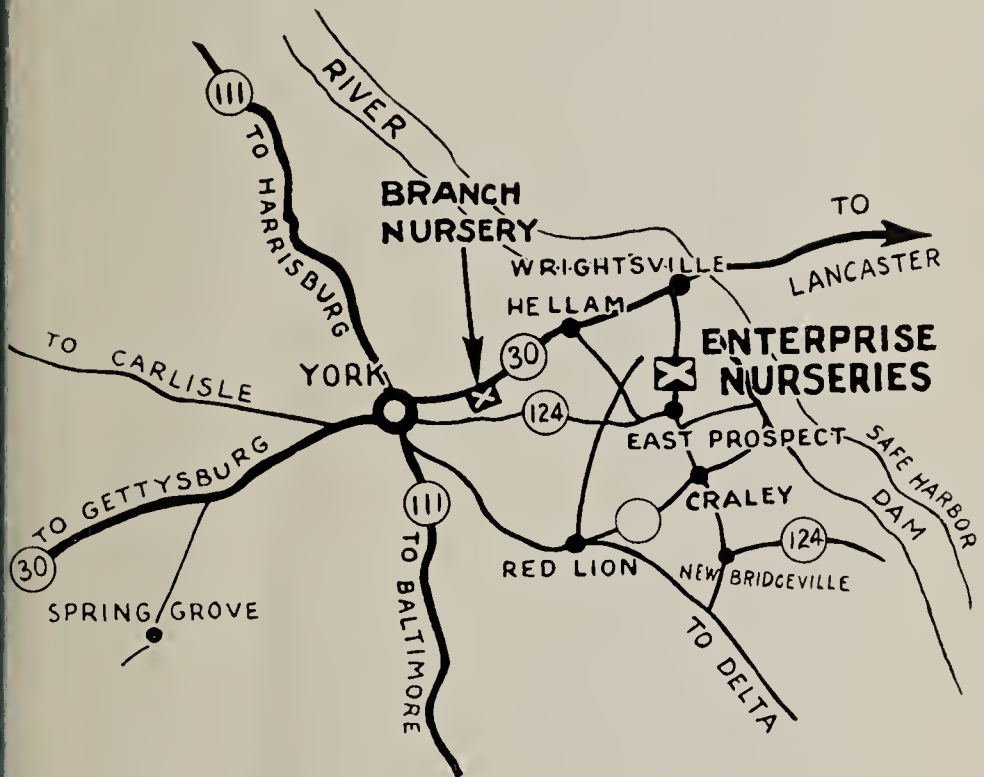 111
TO HARRISBURG
RIVER
BRANCH
NURSERY
WRIGHTSVILLE
TO
LANCASTER
HELLAM
30
ENTERPRISE
NURSERIES
TO CARLISLE
YORK
124
EAST PROSPECT
SAFE HARBOR
DAM
TO GETTYSBURG
30
111
CRALEY
RED LION
NEW BRIDGEVILLE
124
SPRING GROVE
TO BALTIMORE
TO DELTA